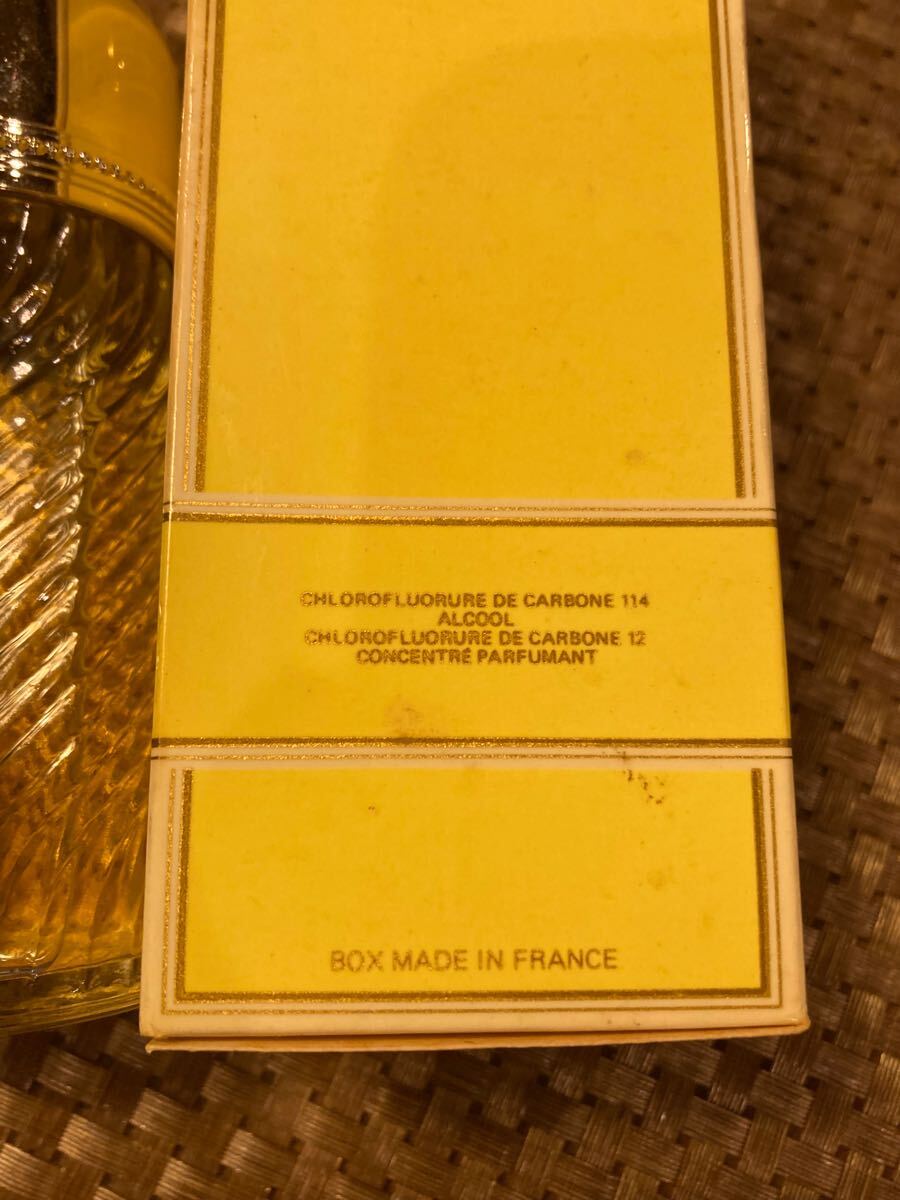 CHLOROFLUORURE DE CARBONE 114
ALCOOL
CHLOROFLUORURE DE CARBONE 12
CONCENTRÉ PARFUMANT
BOX MADE IN FRANCE